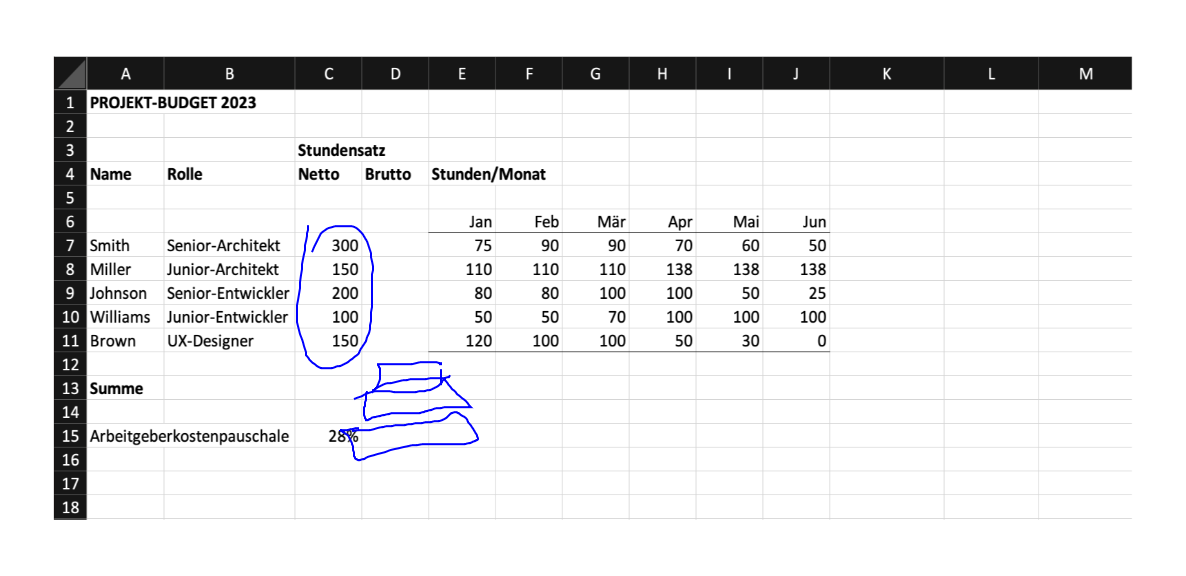 A B C D E F G H I J K L M
1 PROJEKT-BUDGET 2023
2
3 Stundensatz
4 Name Rolle Netto Brutto Stunden/Monat
5
6 Jan Feb Mär Apr Mai Jun
7 Smith Senior-Architekt 300 75 90 90 70 60 50
8 Miller Junior-Architekt 150 110 110 110 138 138 138
9 Johnson Senior-Entwickler 200 80 80 100 100 50 25
10 Williams Junior-Entwickler 100 50 50 70 100 100 100
11 Brown UX-Designer 150 120 100 100 50 30 0
12
13 Summe
14
15 Arbeitgeberkostenpauschale 28%
16
17
18